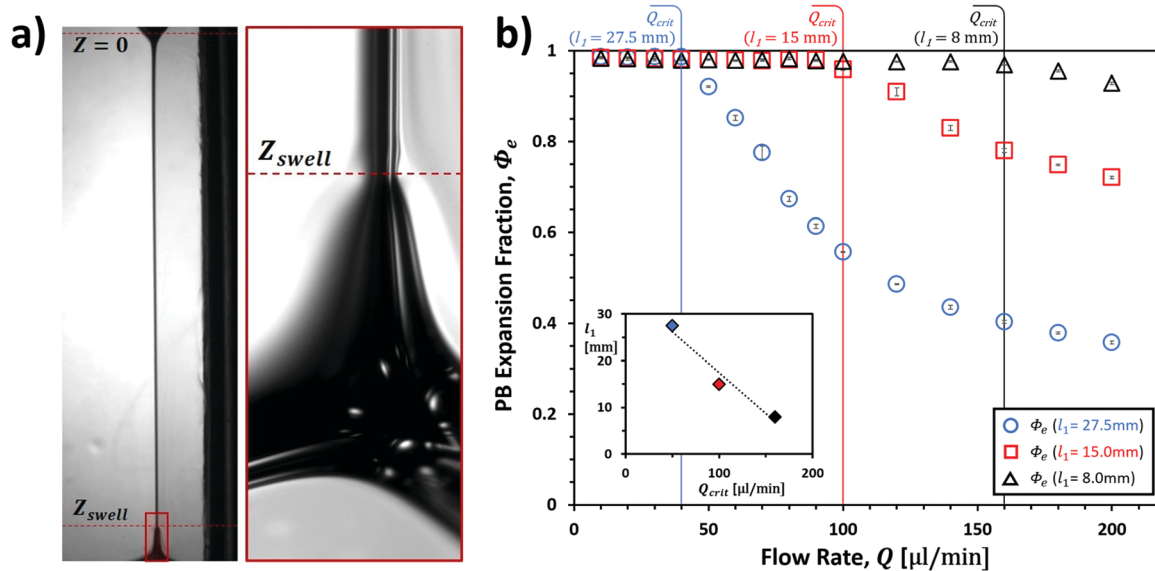 a)
Z = 0
Z_swell
Z_swell
b)
Q_crit
(l_1 = 27.5 mm)
Q_crit
(l_1 = 15 mm)
Q_crit
(l_1 = 8 mm)
PB Expansion Fraction, Φ_e
1
0.8
0.6
0.4
0.2
0
0 50 100 150 200
Flow Rate, Q [μl/min]
l_1
[mm]
30
20
10
0
0 100 200
Q_crit [μl/min]
Φ_e (l_1= 27.5mm)
Φ_e (l_1= 15.0mm)
Φ_e (l_1= 8.0mm)